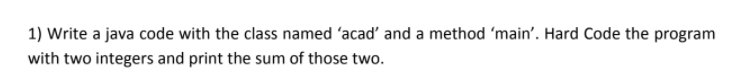 1) Write a java code with the class named ‘acad’ and a method ‘main’. Hard Code the program
with two integers and print the sum of those two.